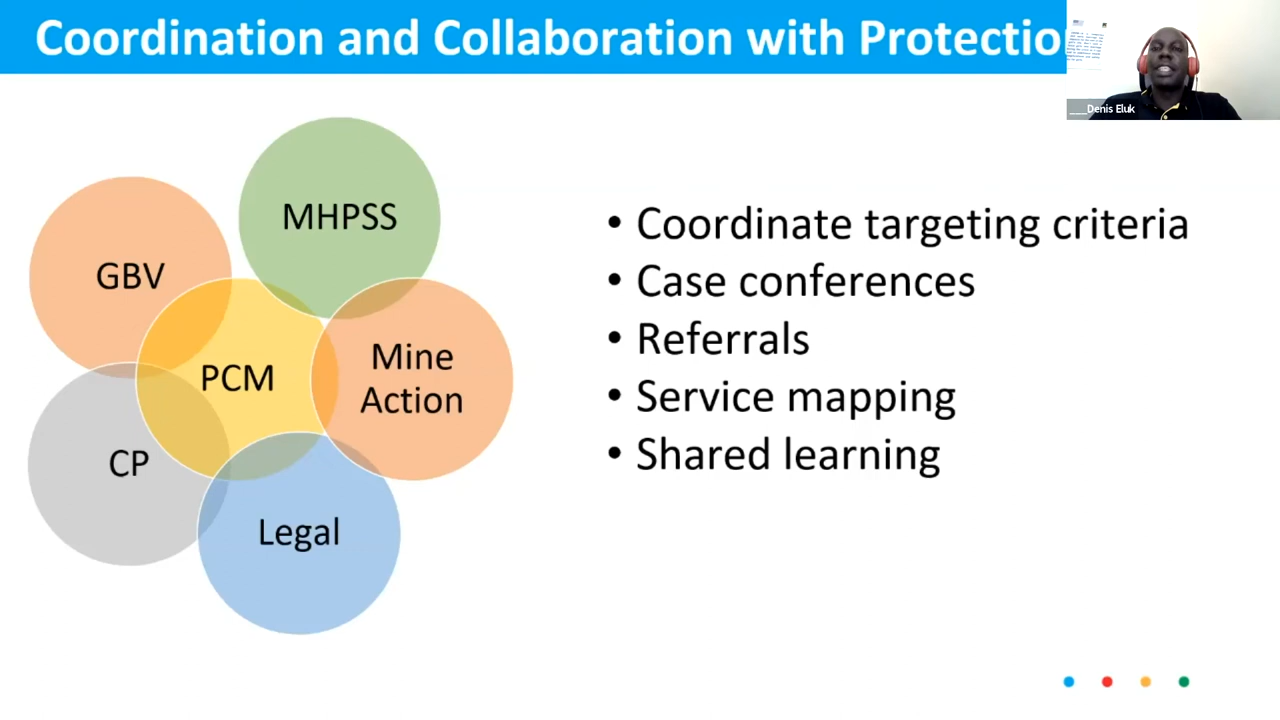 Coordination and Collaboration with Protectio
___Denis Eluk
MHPSS
GBV
PCM
Mine
Action
CP
Legal
• Coordinate targeting criteria
• Case conferences
• Referrals
• Service mapping
• Shared learning